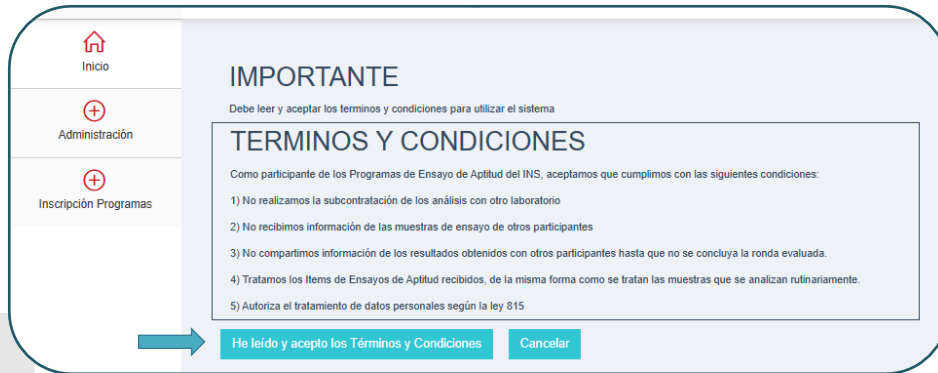 Inicio
Administración
Inscripción Programas
IMPORTANTE
Debe leer y aceptar los terminos y condiciones para utilizar el sistema
TERMINOS Y CONDICIONES
Como participante de los Programas de Ensayo de Aptitud del INS, aceptamos que cumplimos con las siguientes condiciones:
1) No realizamos la subcontratación de los análisis con otro laboratorio
2) No recibimos información de las muestras de ensayo de otros participantes
3) No compartimos información de los resultados obtenidos con otros participantes hasta que no se concluya la ronda evaluada.
4) Tratamos los Items de Ensayos de Aptitud recibidos, de la misma forma como se tratan las muestras que se analizan rutinariamente.
5) Autoriza el tratamiento de datos personales según la ley 815
He leído y acepto los Términos y Condiciones
Cancelar